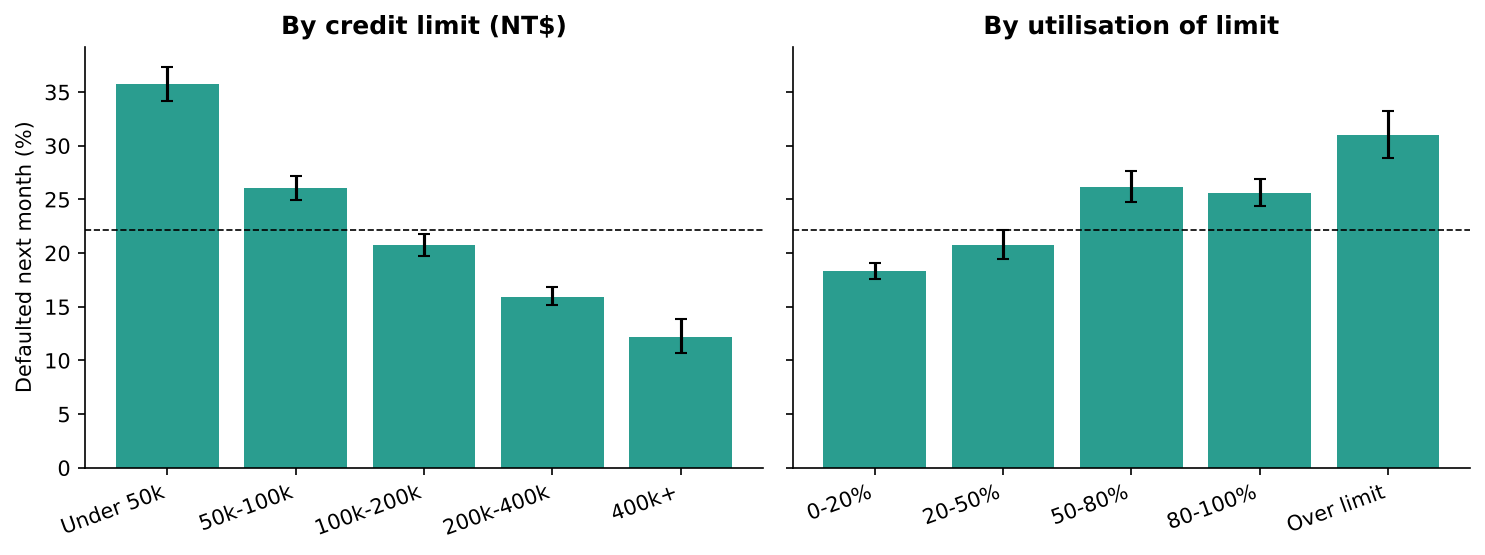 By credit limit (NT$)
By utilisation of limit
Defaulted next month (%)
35
30
25
20
15
10
5
0
Under 50k
50k-100k
100k-200k
200k-400k
400k+
0-20%
20-50%
50-80%
80-100%
Over limit